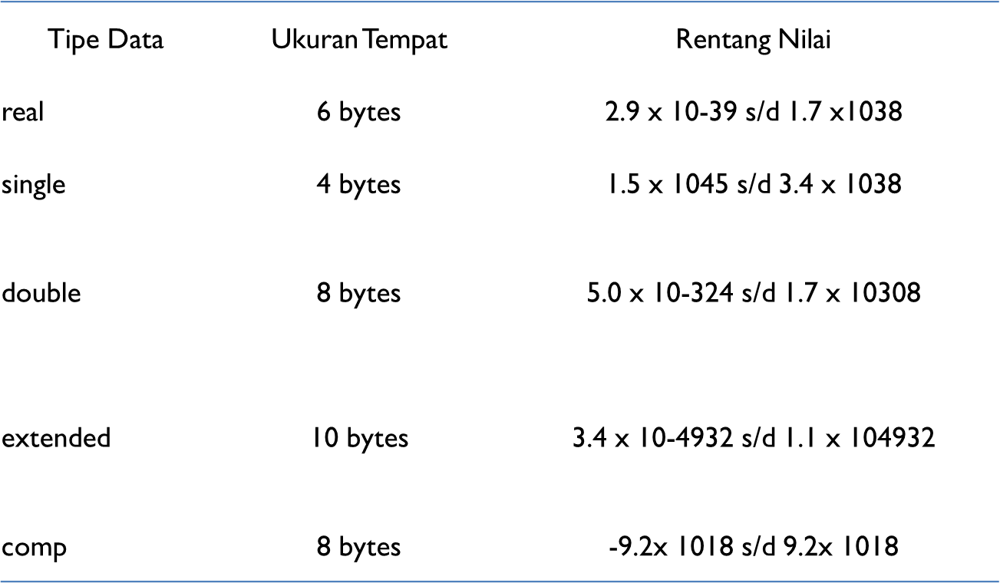 Tipe Data Ukuran Tempat Rentang Nilai
real 6 bytes 2.9 x 10-39 s/d 1.7 x1038
single 4 bytes 1.5 x 1045 s/d 3.4 x 1038
double 8 bytes 5.0 x 10-324 s/d 1.7 x 10308
extended 10 bytes 3.4 x 10-4932 s/d 1.1 x 104932
comp 8 bytes -9.2x 1018 s/d 9.2x 1018